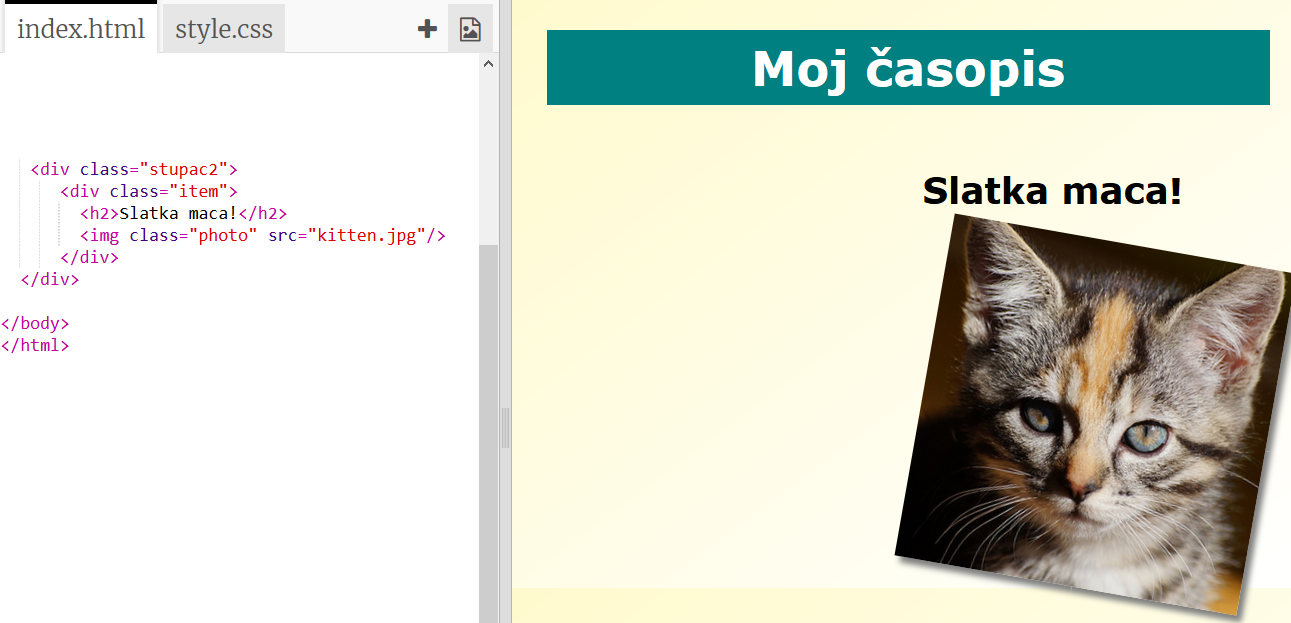 index.html style.css
<div class="stupac2">
<div class="item">
<h2>Slatka maca!</h2>
<img class="photo" src="kitten.jpg"/>
</div>
</div>
</body>
</html>
Moj časopis
Slatka maca!